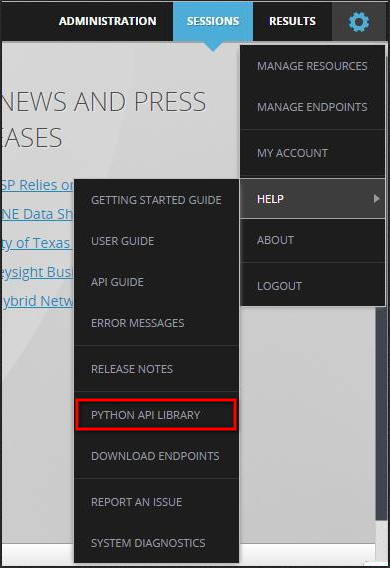 ADMINISTRATION SESSIONS RESULTS
NEWS AND PRESS
EASES
SP Relies on
NE Data Sh
ty of Texas
eysight Busi
ybrid Netw
MANAGE RESOURCES
MANAGE ENDPOINTS
MY ACCOUNT
HELP
ABOUT
LOGOUT
GETTING STARTED GUIDE
USER GUIDE
API GUIDE
ERROR MESSAGES
RELEASE NOTES
PYTHON API LIBRARY
DOWNLOAD ENDPOINTS
REPORT AN ISSUE
SYSTEM DIAGNOSTICS